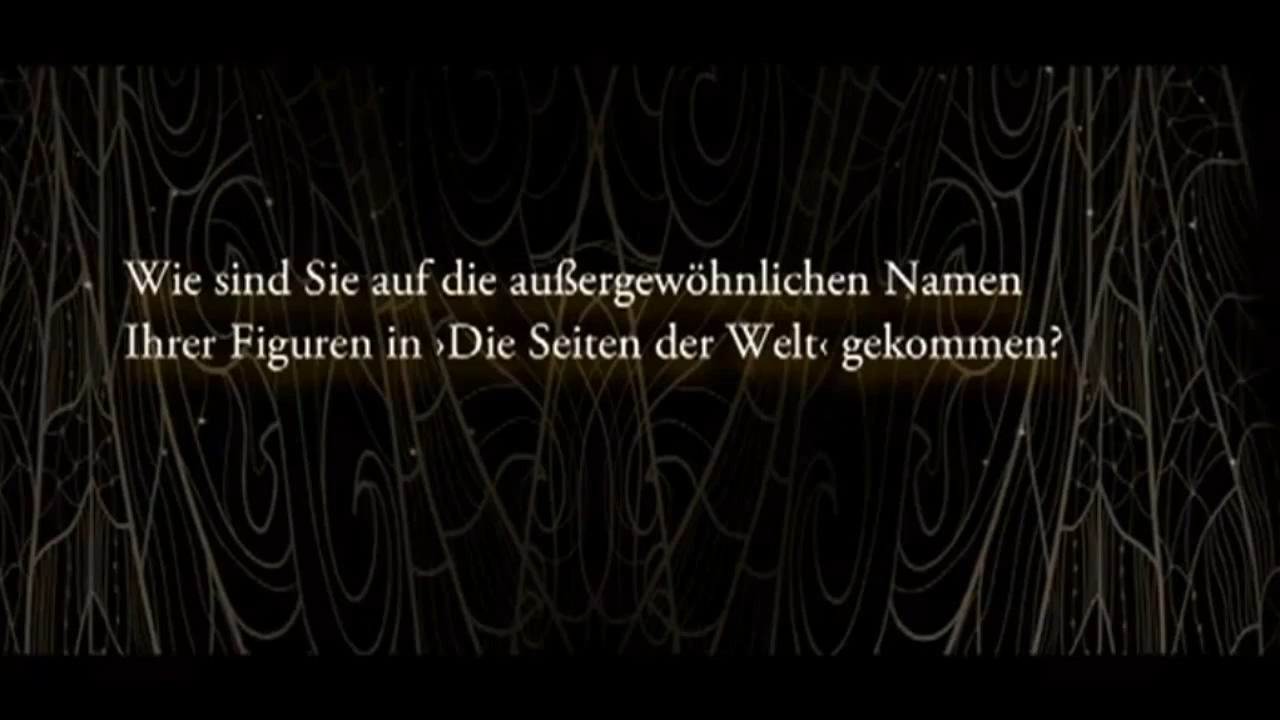 Wie sind Sie auf die außergewöhnlichen Namen
Ihrer Figuren in ›Die Seiten der Welt‹ gekommen?